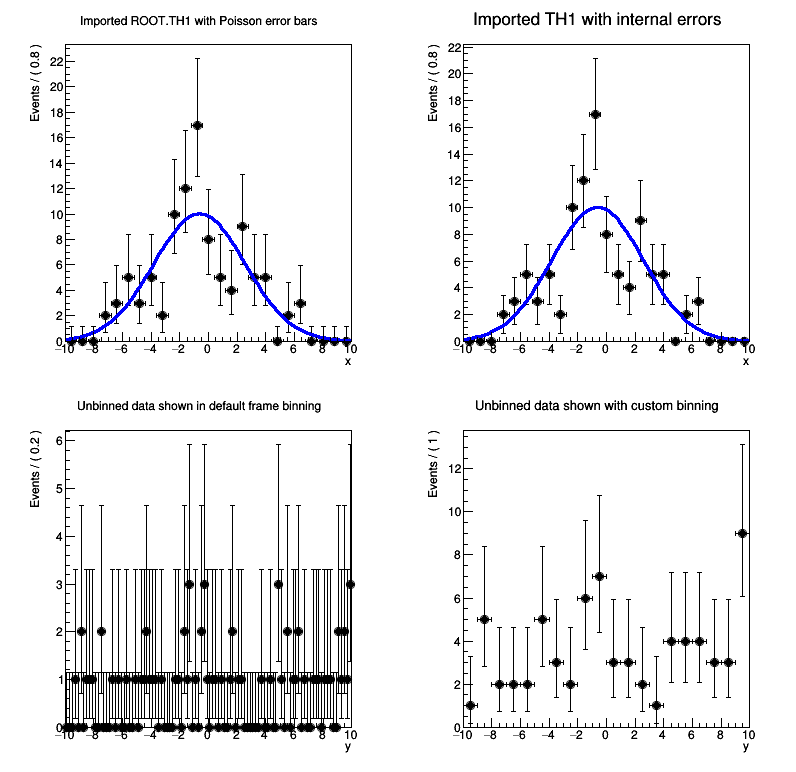 Imported ROOT.TH1 with Poisson error bars
Events / ( 0.8 )
22
20
18
16
14
12
10
8
6
4
2
0
−10 −8 −6 −4 −2 0 2 4 6 8 10
x
Imported TH1 with internal errors
Events / ( 0.8 )
22
20
18
16
14
12
10
8
6
4
2
0
−10 −8 −6 −4 −2 0 2 4 6 8 10
x
Unbinned data shown in default frame binning
Events / ( 0.2 )
6
5
4
3
2
1
0
−10 −8 −6 −4 −2 0 2 4 6 8 10
y
Unbinned data shown with custom binning
Events / ( 1 )
12
10
8
6
4
2
0
−10 −8 −6 −4 −2 0 2 4 6 8 10
y